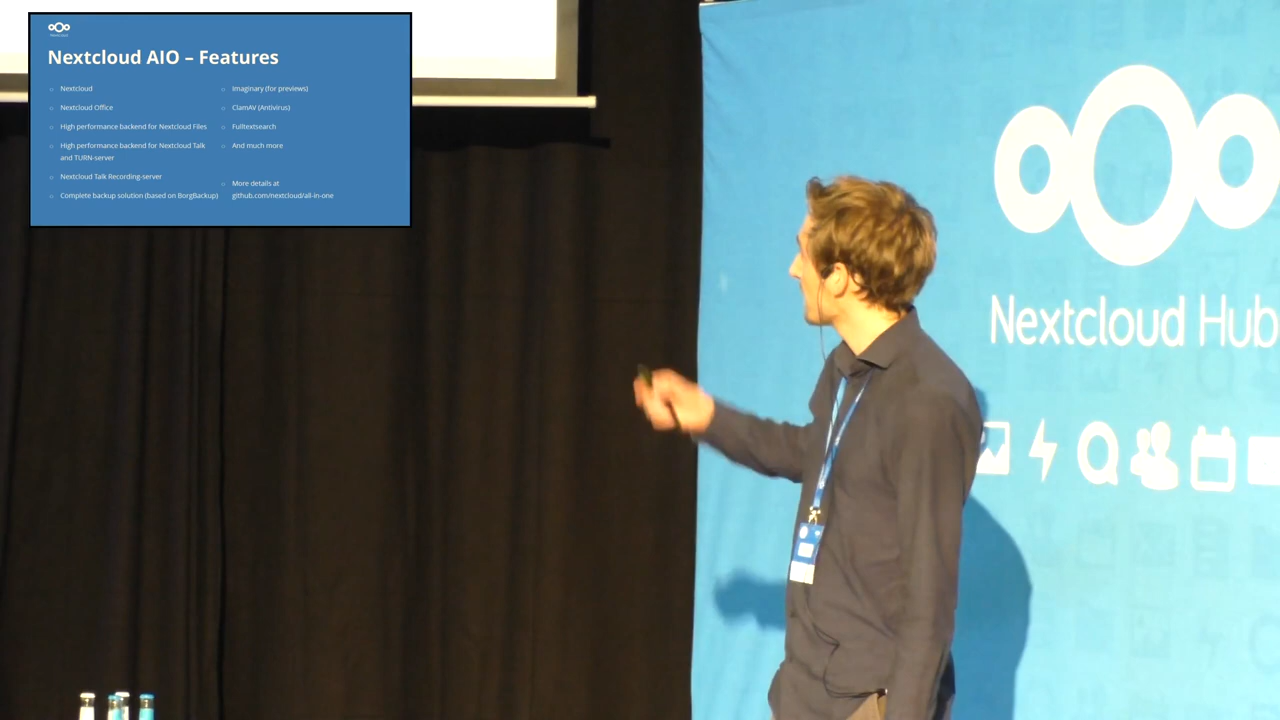 Nextcloud AIO – Features
Nextcloud
Nextcloud Office
High performance backend for Nextcloud Files
High performance backend for Nextcloud Talk
and TURN-server
Nextcloud Talk Recording-server
Complete backup solution (based on BorgBackup)
Imaginary (for previews)
ClamAV (Antivirus)
Fulltextsearch
And much more
More details at
github.com/nextcloud/all-in-one
Nextcloud Hub